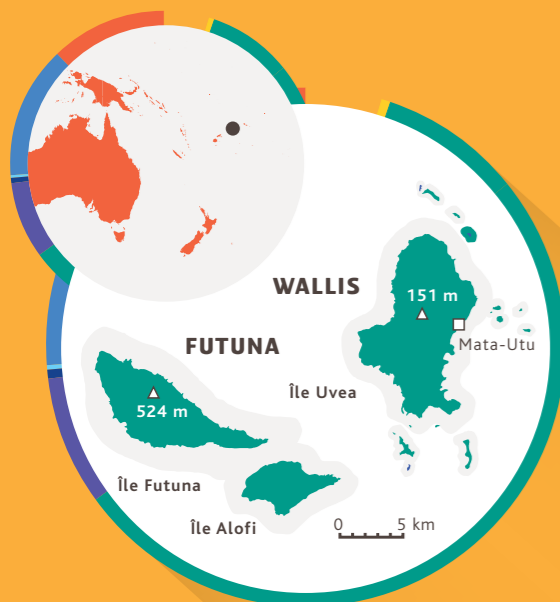 WALLIS
151 m
Mata-Utu
FUTUNA
Île Uvea
524 m
Île Futuna
Île Alofi
0 5 km